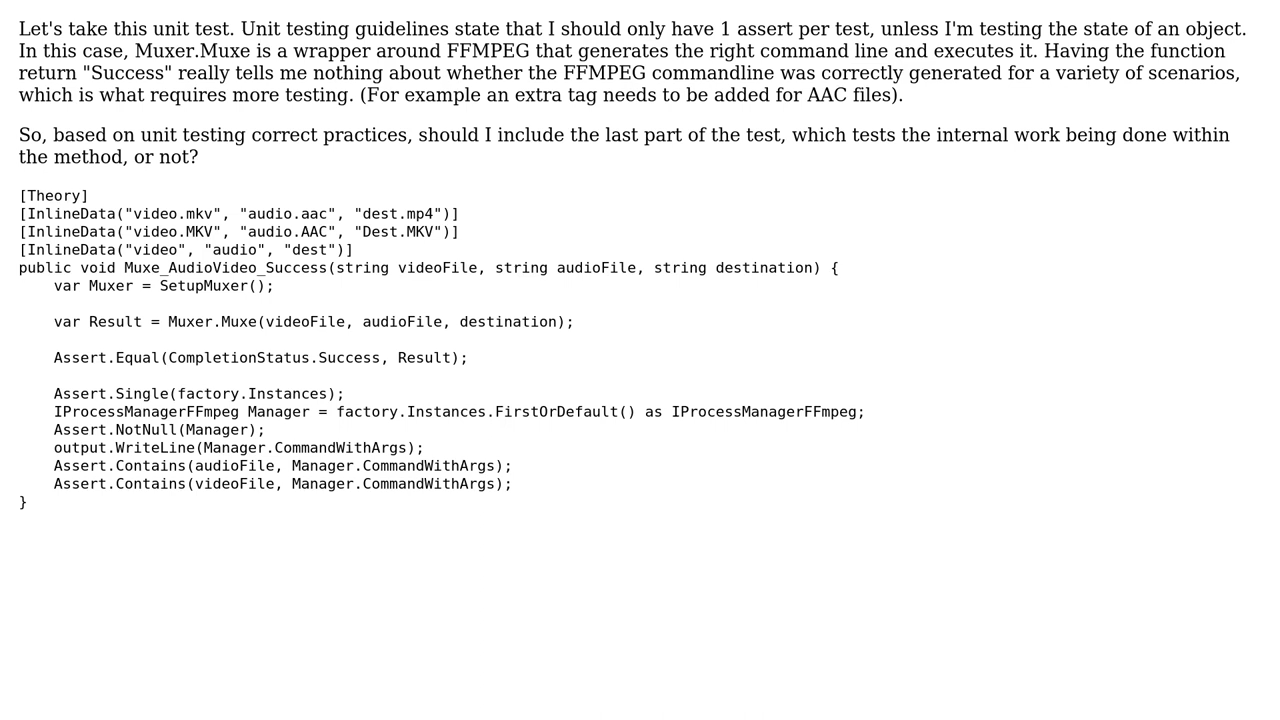 Let's take this unit test. Unit testing guidelines state that I should only have 1 assert per test, unless I'm testing the state of an object.
In this case, Muxer.Muxe is a wrapper around FFMPEG that generates the right command line and executes it. Having the function
return "Success" really tells me nothing about whether the FFMPEG commandline was correctly generated for a variety of scenarios,
which is what requires more testing. (For example an extra tag needs to be added for AAC files).
So, based on unit testing correct practices, should I include the last part of the test, which tests the internal work being done within
the method, or not?
[Theory]
[InlineData("video.mkv", "audio.aac", "dest.mp4")]
[InlineData("video.MKV", "audio.AAC", "Dest.MKV")]
[InlineData("video", "audio", "dest")]
public void Muxe_AudioVideo_Success(string videoFile, string audioFile, string destination) {
    var Muxer = SetupMuxer();
    var Result = Muxer.Muxe(videoFile, audioFile, destination);
    Assert.Equal(CompletionStatus.Success, Result);
    Assert.Single(factory.Instances);
    IProcessManagerFFmpeg Manager = factory.Instances.FirstOrDefault() as IProcessManagerFFmpeg;
    Assert.NotNull(Manager);
    output.WriteLine(Manager.CommandWithArgs);
    Assert.Contains(audioFile, Manager.CommandWithArgs);
    Assert.Contains(videoFile, Manager.CommandWithArgs);
}